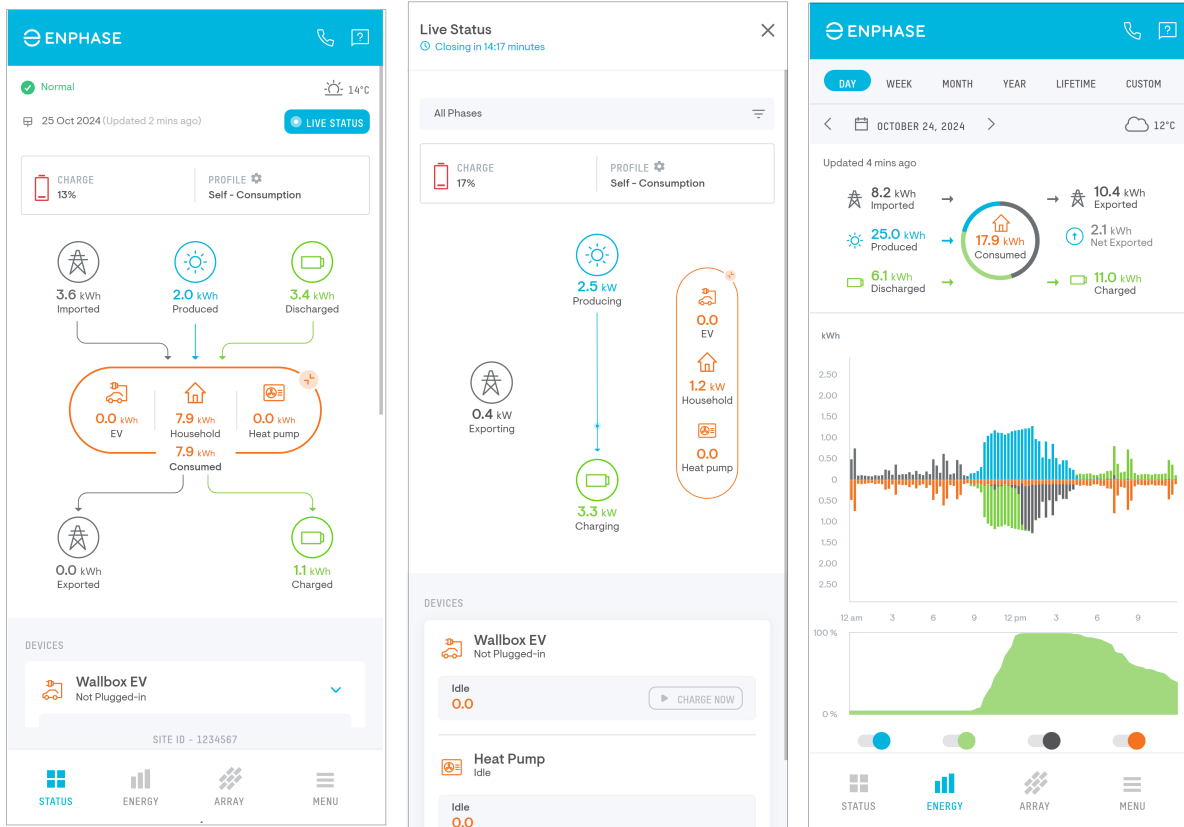 ENPHASE
Normal
14°C
25 Oct 2024 (Updated 2 mins ago)
LIVE STATUS
CHARGE
13%
PROFILE
Self - Consumption
3.6 kWh
Imported
2.0 kWh
Produced
3.4 kWh
Discharged
0.0 kWh
EV
7.9 kWh
Household
0.0 kWh
Heat pump
7.9 kWh
Consumed
0.0 kWh
Exported
1.1 kWh
Charged
DEVICES
Wallbox EV
Not Plugged-in
SITE ID - 1234567
STATUS
ENERGY
ARRAY
MENU
Live Status
Closing in 14:17 minutes
All Phases
CHARGE
17%
PROFILE
Self - Consumption
2.5 kW
Producing
0.0
EV
1.2 kW
Household
0.0
Heat pump
0.4 kW
Exporting
3.3 kW
Charging
DEVICES
Wallbox EV
Not Plugged-in
Idle
0.0
CHARGE NOW
Heat Pump
Idle
Idle
0.0
ENPHASE
DAY WEEK MONTH YEAR LIFETIME CUSTOM
OCTOBER 24, 2024
12°C
Updated 4 mins ago
8.2 kWh
Imported
25.0 kWh
Produced
6.1 kWh
Discharged
17.9 kWh
Consumed
10.4 kWh
Exported
2.1 kWh
Net Exported
11.0 kWh
Charged
kWh
2.50
2.00
1.50
1.00
0.50
0
0.50
1.00
1.50
2.00
2.50
12 am 3 6 9 12 pm 3 6 9
100 %
0 %
STATUS
ENERGY
ARRAY
MENU